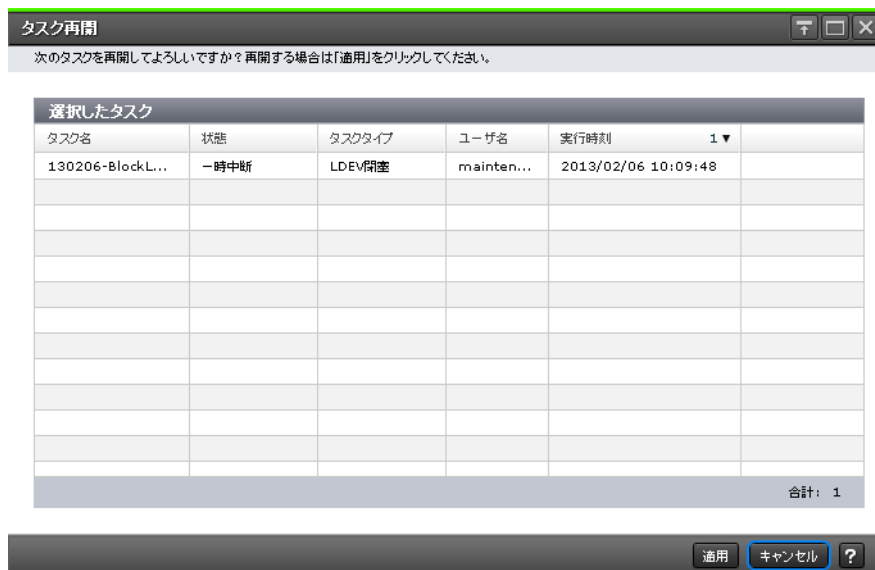 タスク再開
次のタスクを再開してよろしいですか？再開する場合は「適用」をクリックしてください。
選択したタスク
タスク名 状態 タスクタイプ ユーザ名 実行時刻 1▼
130206-BlockL... 一時中断 LDEV閉塞 mainten... 2013/02/06 10:09:48
合計: 1
適用 キャンセル ?